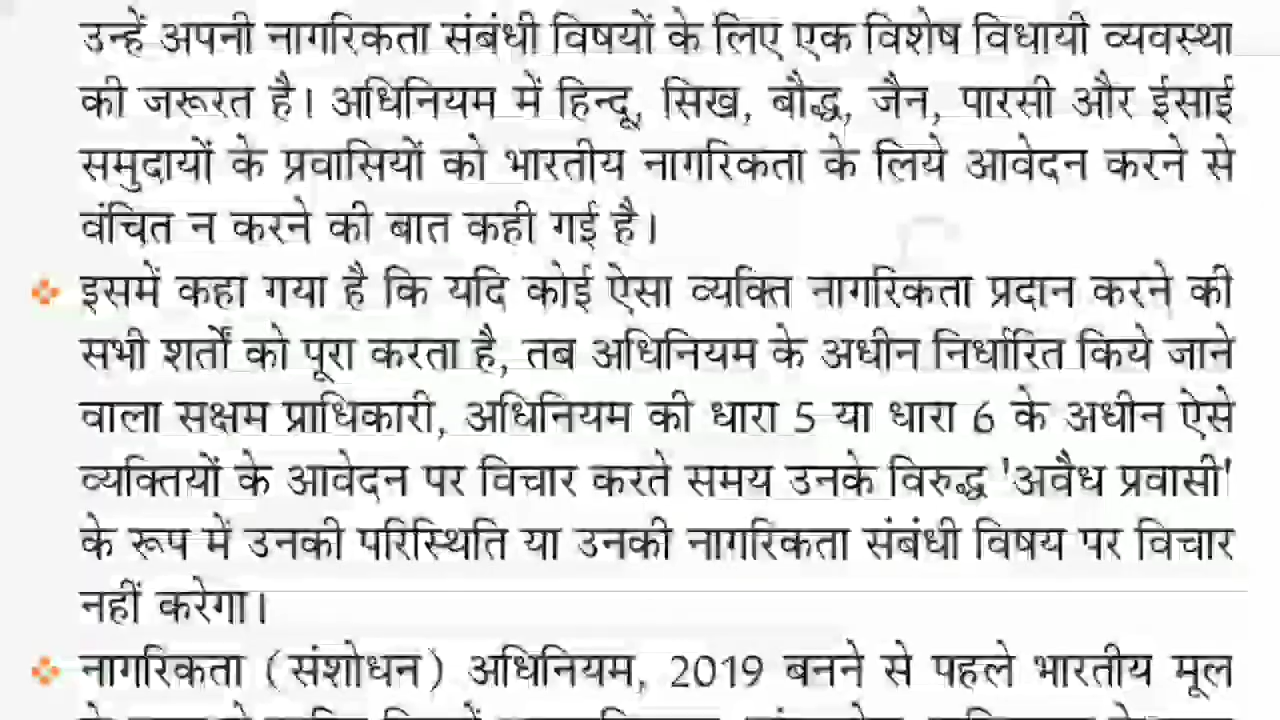 उन्हें अपनी नागरिकता संबंधी विषयों के लिए एक विशेष विधायी व्यवस्था
की जरूरत है। अधिनियम में हिन्दू, सिख, बौद्ध, जैन, पारसी और ईसाई
समुदायों के प्रवासियों को भारतीय नागरिकता के लिये आवेदन करने से
वंचित न करने की बात कही गई है।
इसमें कहा गया है कि यदि कोई ऐसा व्यक्ति नागरिकता प्रदान करने की
सभी शर्तों को पूरा करता है, तब अधिनियम के अधीन निर्धारित किये जाने
वाला सक्षम प्राधिकारी, अधिनियम की धारा 5 या धारा 6 के अधीन ऐसे
व्यक्तियों के आवेदन पर विचार करते समय उनके विरुद्ध 'अवैध प्रवासी'
के रूप में उनकी परिस्थिति या उनकी नागरिकता संबंधी विषय पर विचार
नहीं करेगा।
नागरिकता (संशोधन) अधिनियम, 2019 बनने से पहले भारतीय मूल